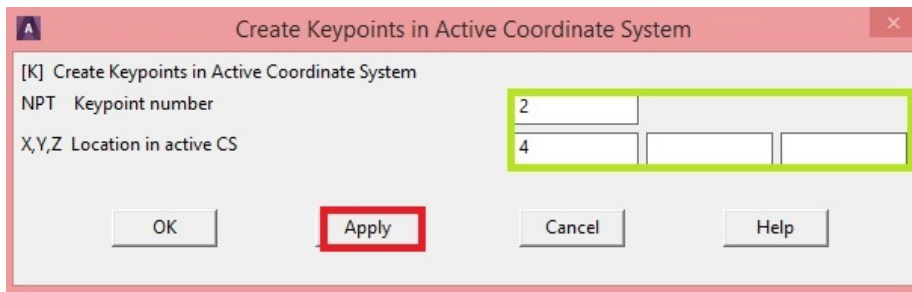 A Create Keypoints in Active Coordinate System ×
[K] Create Keypoints in Active Coordinate System
NPT Keypoint number 2
X,Y,Z Location in active CS 4
OK Apply Cancel Help